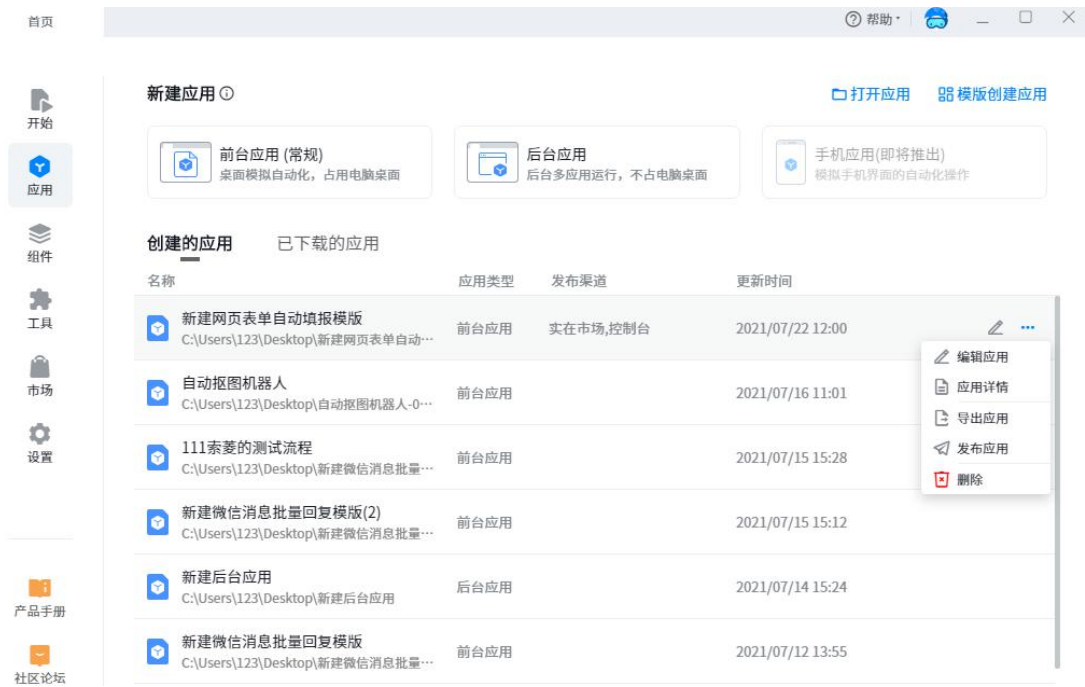 首页
帮助
开始
应用
组件
工具
市场
设置
产品手册
社区论坛
新建应用
打开应用
模版创建应用
前台应用 (常规)
桌面模拟自动化，占用电脑桌面
后台应用
后台多应用运行，不占电脑桌面
手机应用(即将推出)
模拟手机界面的自动化操作
创建的应用 已下载的应用
名称 应用类型 发布渠道 更新时间
新建网页表单自动填报模版
C:\Users\123\Desktop\新建网页表单自动···
前台应用 实在市场,控制台 2021/07/22 12:00
自动抠图机器人
C:\Users\123\Desktop\自动抠图机器人-0···
前台应用 2021/07/16 11:01
111索菱的测试流程
C:\Users\123\Desktop\新建微信消息批量···
前台应用 2021/07/15 15:28
新建微信消息批量回复模版(2)
C:\Users\123\Desktop\新建微信消息批量···
前台应用 2021/07/15 15:12
新建后台应用
C:\Users\123\Desktop\新建后台应用
后台应用 2021/07/14 15:24
新建微信消息批量回复模版
C:\Users\123\Desktop\新建微信消息批量···
前台应用 2021/07/12 13:55
编辑应用
应用详情
导出应用
发布应用
删除